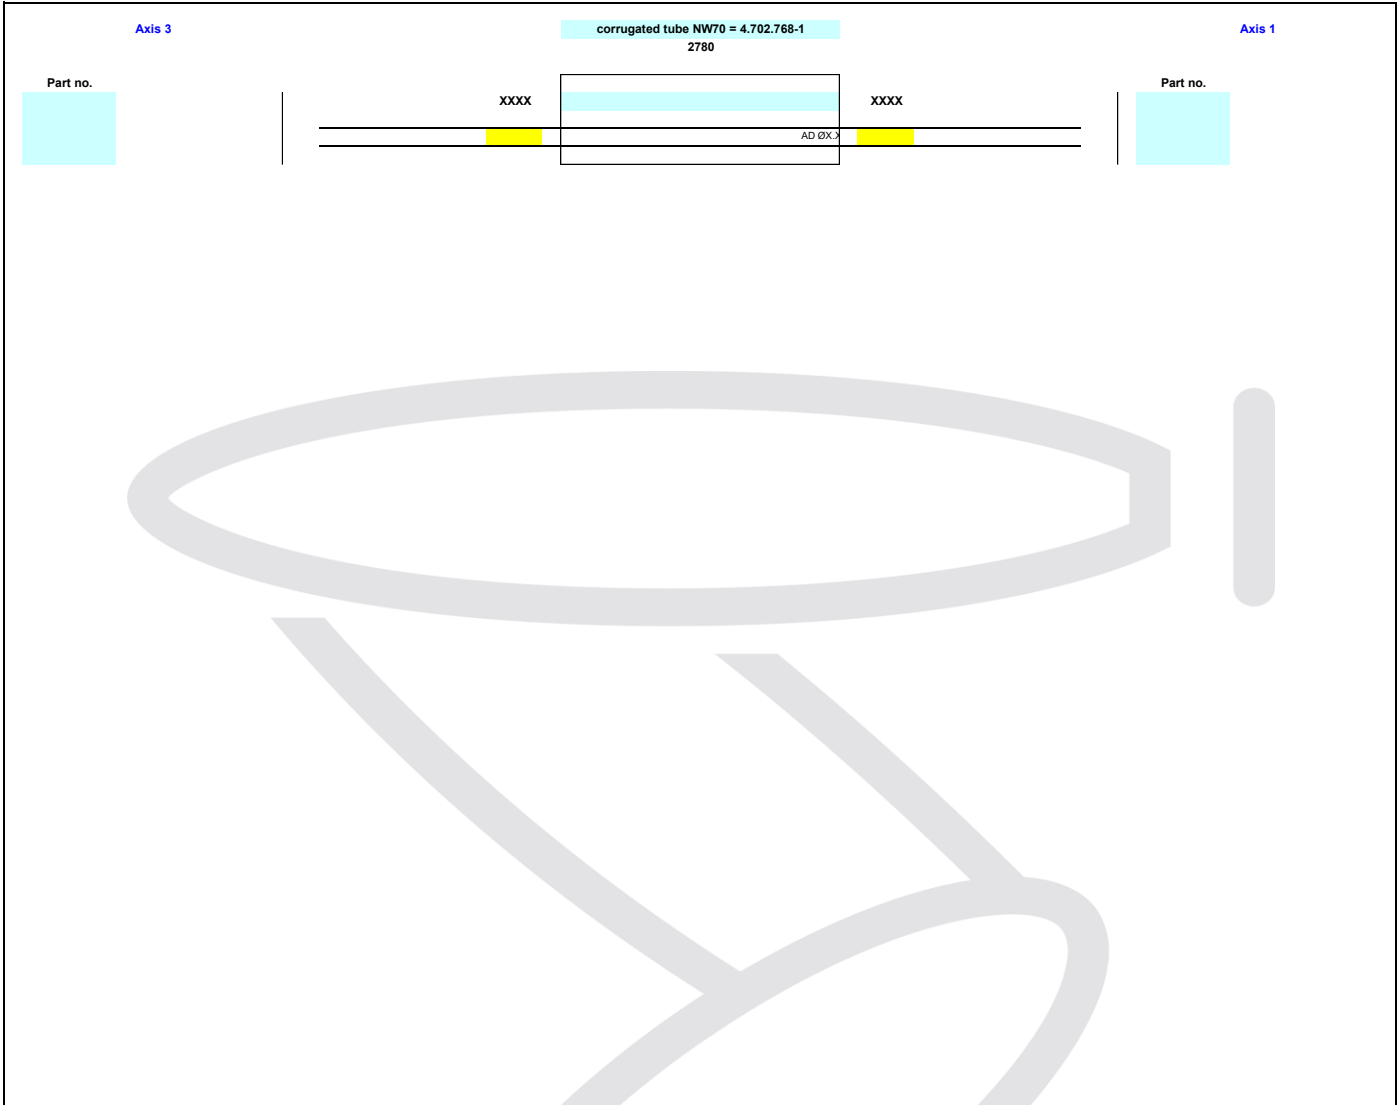 Axis 3
corrugated tube NW70 = 4.702.768-1
Axis 1
2780
Part no.
Part no.
XXXX
XXXX
AD ØX.X